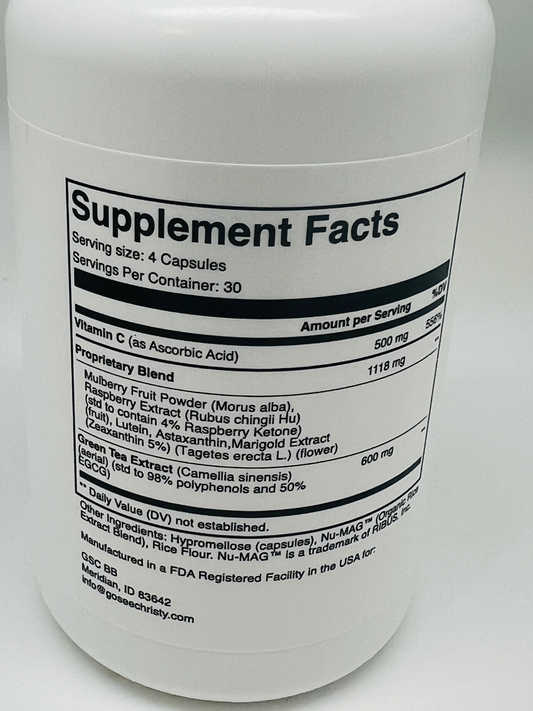 Supplement Facts
Serving size: 4 Capsules
Servings Per Container: 30
Amount per Serving %DV
Vitamin C (as Ascorbic Acid) 500 mg 556%
Proprietary Blend 1118 mg **
Mulberry Fruit Powder (Morus alba),
Raspberry Extract (Rubus chingii Hu)
(std to contain 4% Raspberry Ketone)
(fruit), Lutein, Astaxanthin,Marigold Extract
(Zeaxanthin 5%) (Tagetes erecta L.) (flower)
Green Tea Extract (Camellia sinensis) 600 mg **
(aerial) (std to 98% polyphenols and 50%
EGCG)
** Daily Value (DV) not established.
Other Ingredients: Hypromellose (capsules), Nu-MAG™ (Organic Rice
Extract Blend), Rice Flour. Nu-MAG™ is a trademark of RIBUS, Inc.
Manufactured in a FDA Registered Facility in the USA for:
GSC BB
Meridian, ID 83642
info@goseechristy.com